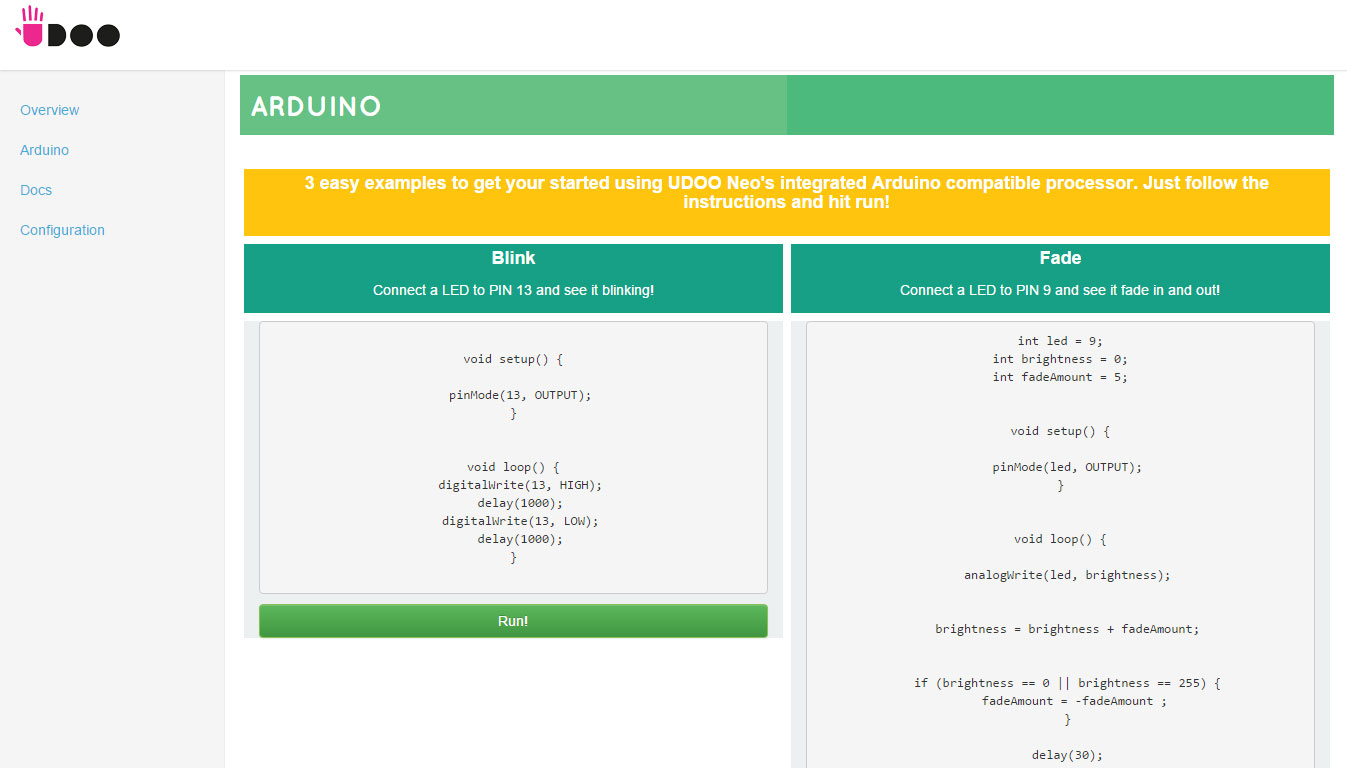 UDOO
Overview
Arduino
Docs
Configuration
ARDUINO
3 easy examples to get your started using UDOO Neo's integrated Arduino compatible processor. Just follow the
instructions and hit run!
Blink
Connect a LED to PIN 13 and see it blinking!
void setup() {
pinMode(13, OUTPUT);
}
void loop() {
digitalWrite(13, HIGH);
delay(1000);
digitalWrite(13, LOW);
delay(1000);
}
Run!
Fade
Connect a LED to PIN 9 and see it fade in and out!
int led = 9;
int brightness = 0;
int fadeAmount = 5;
void setup() {
pinMode(led, OUTPUT);
}
void loop() {
analogWrite(led, brightness);
brightness = brightness + fadeAmount;
if (brightness == 0 || brightness == 255) {
fadeAmount = -fadeAmount ;
}
delay(30);